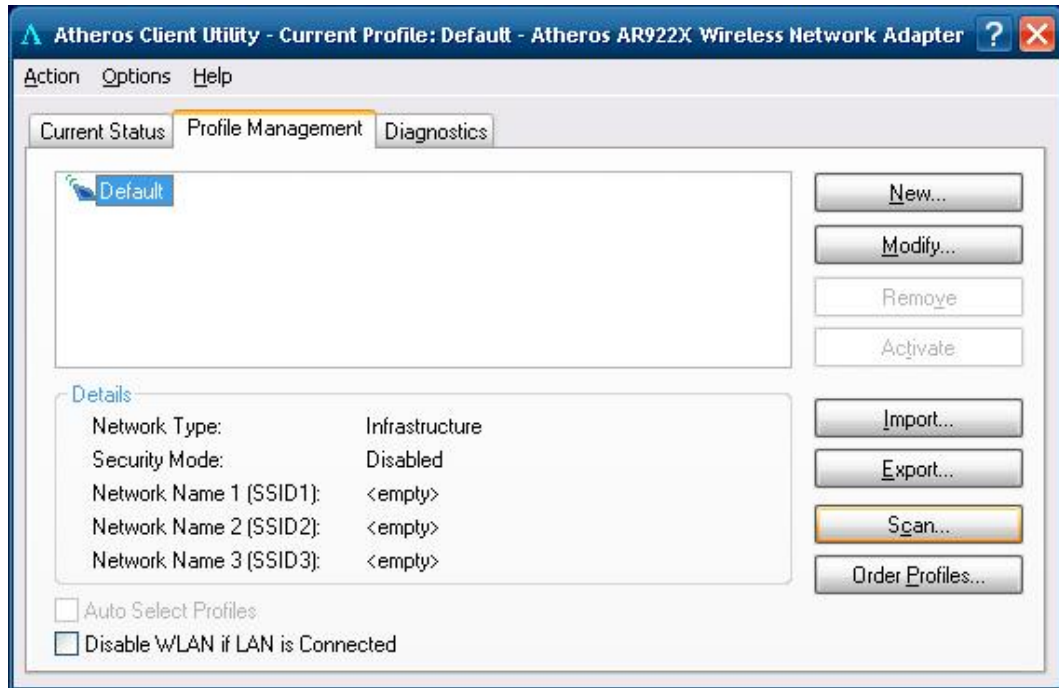 Atheros Client Utility - Current Profile: Default - Atheros AR922X Wireless Network Adapter ?
Action Options Help
Current Status Profile Management Diagnostics
Default
New...
Modify...
Remove
Activate
Details
Network Type: Infrastructure
Security Mode: Disabled
Network Name 1 (SSID1): <empty>
Network Name 2 (SSID2): <empty>
Network Name 3 (SSID3): <empty>
Import...
Export...
Scan...
Order Profiles...
Auto Select Profiles
Disable WLAN if LAN is Connected